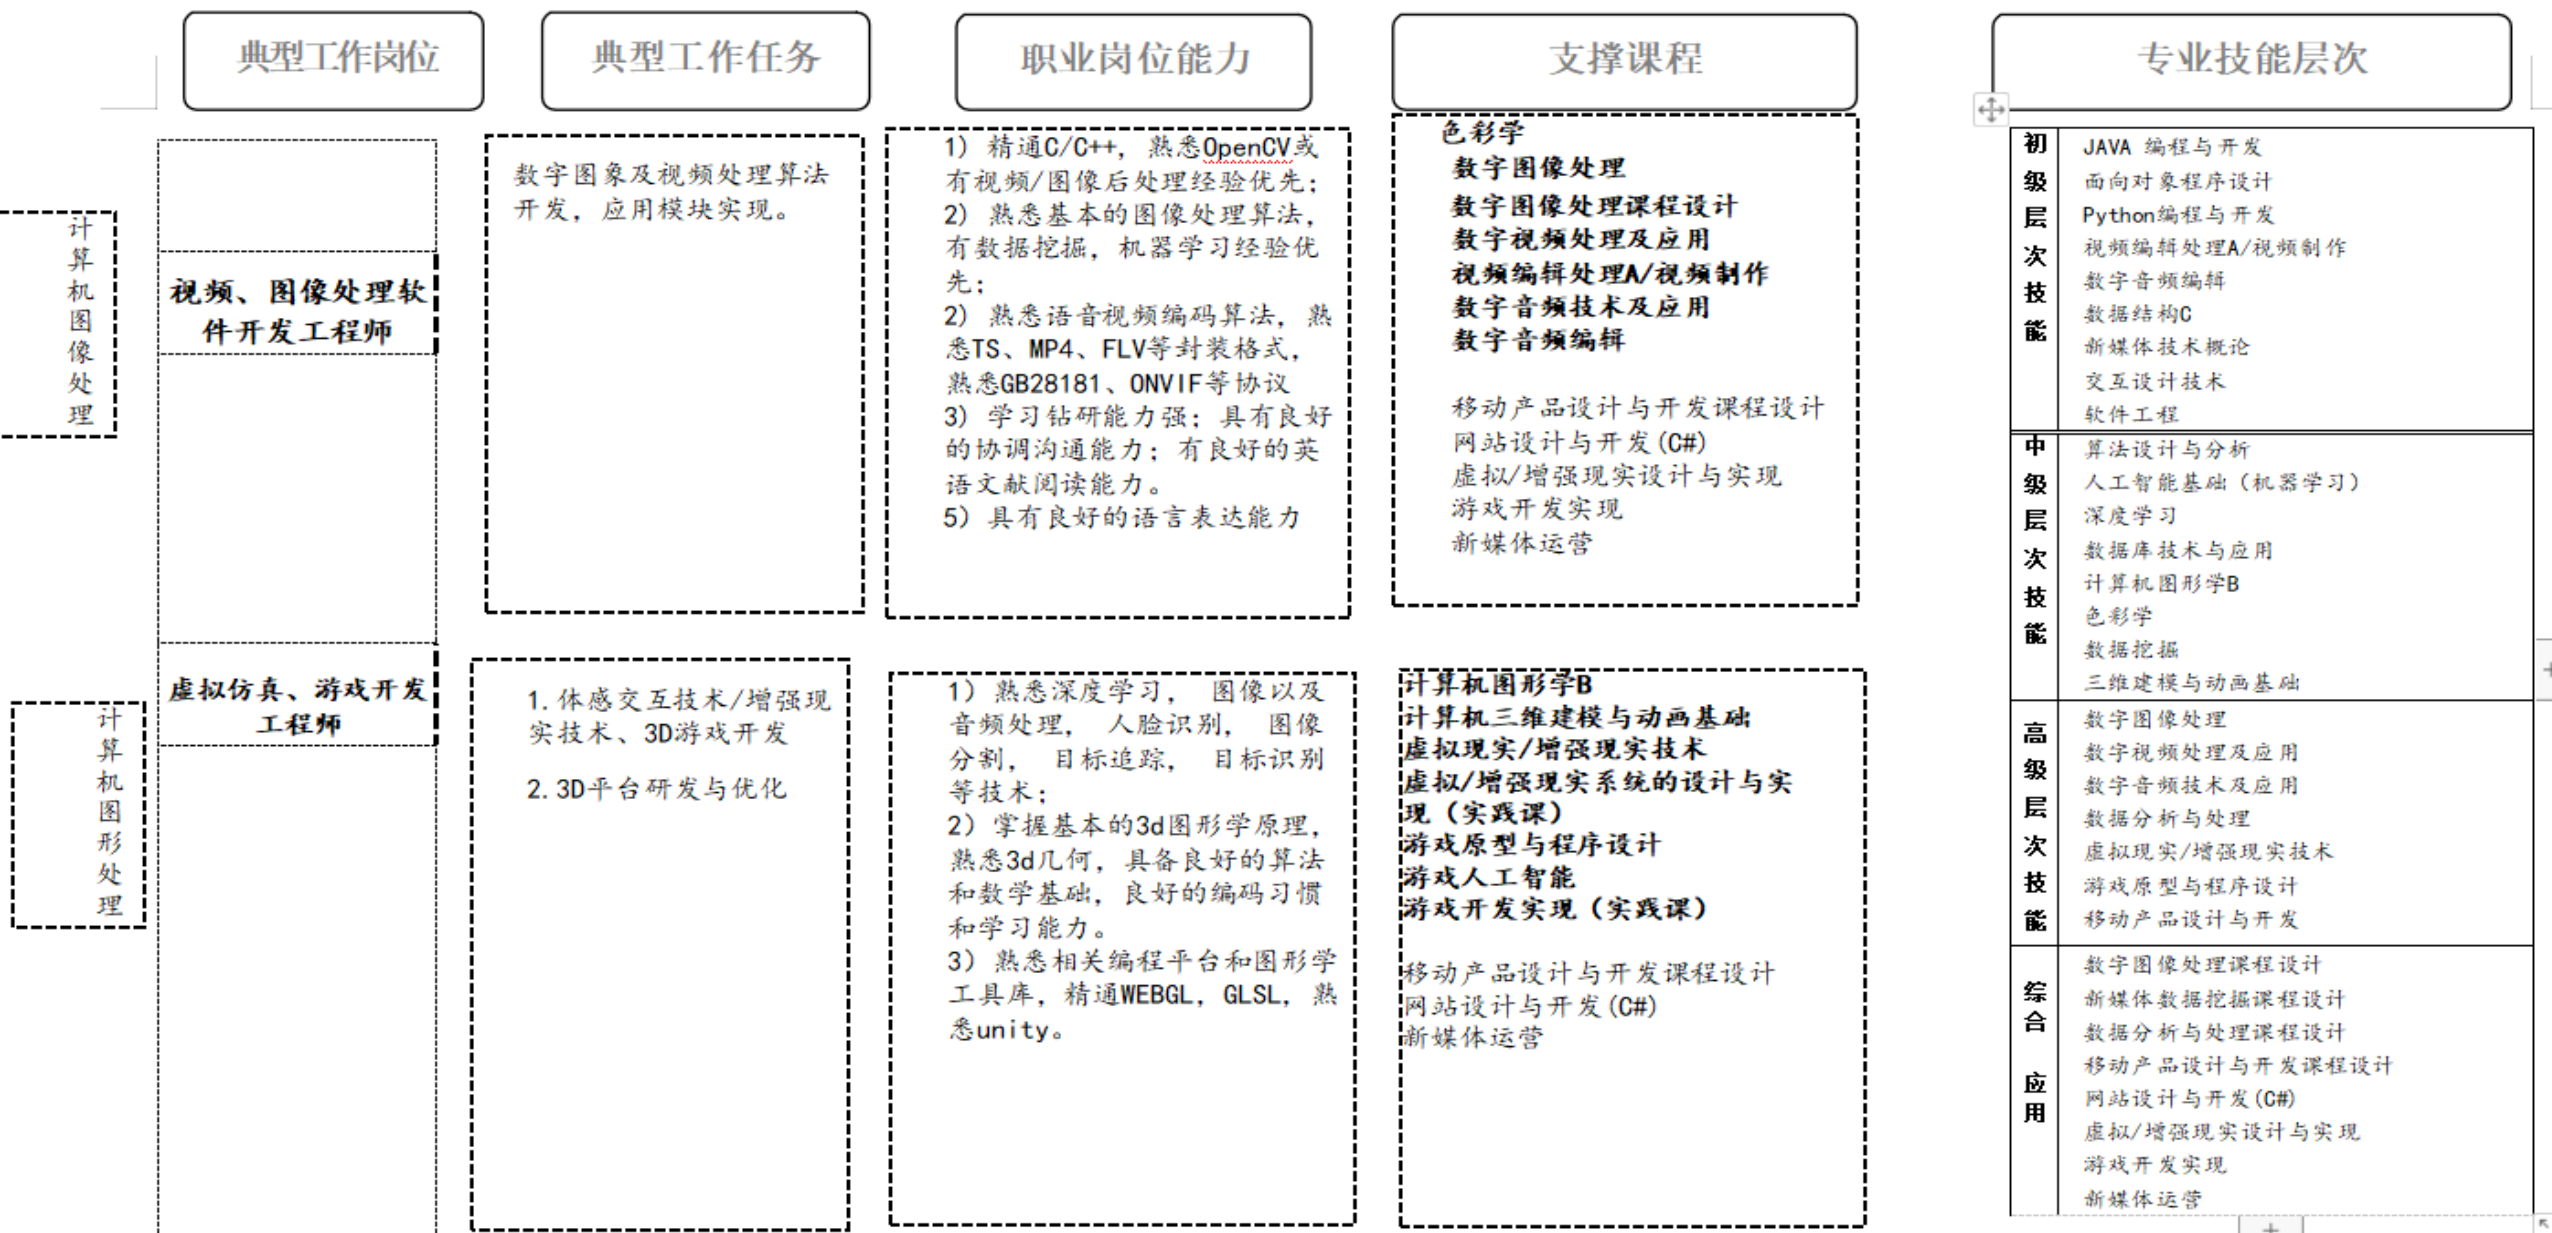 典型工作岗位
典型工作任务
职业岗位能力
支撑课程
专业技能层次
计算机图像处理
视频、图像处理软
件开发工程师
数字图象及视频处理算法
开发，应用模块实现。
1）精通C/C++，熟悉OpenCV或
有视频/图像后处理经验优先；
2）熟悉基本的图像处理算法，
有数据挖掘，机器学习经验优
先；
2）熟悉语音视频编码算法，熟
悉TS、MP4、FLV等封装格式，
熟悉GB28181、ONVIF等协议
3）学习钻研能力强；具有良好
的协调沟通能力；有良好的英
语文献阅读能力。
5）具有良好的语言表达能力
色彩学
数字图像处理
数字图像处理课程设计
数字视频处理及应用
视频编辑处理A/视频制作
数字音频技术及应用
数字音频编辑
移动产品设计与开发课程设计
网站设计与开发(C#)
虚拟/增强现实设计与实现
游戏开发实现
新媒体运营
计算机图形处理
虚拟仿真、游戏开发
工程师
1.体感交互技术/增强现
实技术、3D游戏开发
2.3D平台研发与优化
1）熟悉深度学习， 图像以及
音频处理， 人脸识别， 图像
分割， 目标追踪， 目标识别
等技术；
2）掌握基本的3d图形学原理，
熟悉3d几何，具备良好的算法
和数学基础，良好的编码习惯
和学习能力。
3）熟悉相关编程平台和图形学
工具库，精通WEBGL，GLSL，熟
悉unity。
计算机图形学B
计算机三维建模与动画基础
虚拟现实/增强现实技术
虚拟/增强现实系统的设计与实
现（实践课）
游戏原型与程序设计
游戏人工智能
游戏开发实现（实践课）
移动产品设计与开发课程设计
网站设计与开发(C#)
新媒体运营
初级层次技能
JAVA 编程与开发
面向对象程序设计
Python编程与开发
视频编辑处理A/视频制作
数字音频编辑
数据结构C
新媒体技术概论
交互设计技术
软件工程
中级层次技能
算法设计与分析
人工智能基础（机器学习）
深度学习
数据库技术与应用
计算机图形学B
色彩学
数据挖掘
三维建模与动画基础
高级层次技能
数字图像处理
数字视频处理及应用
数字音频技术及应用
数据分析与处理
虚拟现实/增强现实技术
游戏原型与程序设计
移动产品设计与开发
综合应用
数字图像处理课程设计
新媒体数据挖掘课程设计
数据分析与处理课程设计
移动产品设计与开发课程设计
网站设计与开发(C#)
虚拟/增强现实设计与实现
游戏开发实现
新媒体运营